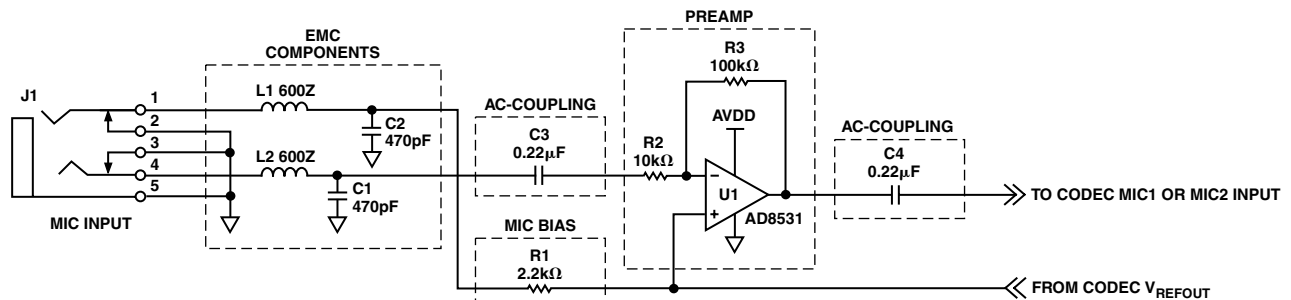 PREAMP
EMC
COMPONENTS
R3
100kΩ
J1
1
L1 600Z
AC-COUPLING
AVDD
AC-COUPLING
2
C2
470pF
C3
0.22μF
R2
10kΩ
C4
0.22μF
3
L2 600Z
4
–
U1
TO CODEC MIC1 OR MIC2 INPUT
5
C1
470pF
+
AD8531
MIC INPUT
MIC BIAS
R1
2.2kΩ
FROM CODEC VREFOUT